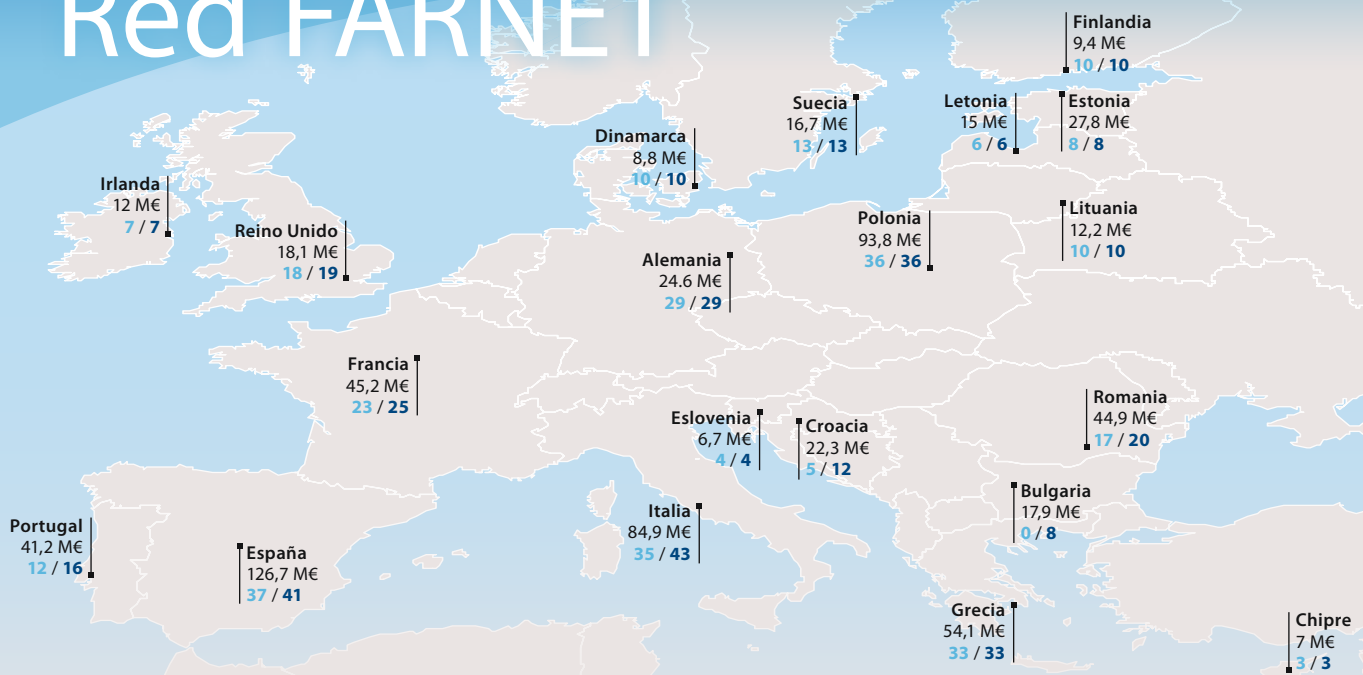 Red FARNET
Finlandia
9,4 M€
10 / 10
Suecia
16,7 M€
13 / 13
Letonia
15 M€
6 / 6
Estonia
27,8 M€
8 / 8
Dinamarca
8,8 M€
10 / 10
Irlanda
12 M€
7 / 7
Reino Unido
18,1 M€
18 / 19
Polonia
93,8 M€
36 / 36
Lituania
12,2 M€
10 / 10
Alemania
24.6 M€
29 / 29
Francia
45,2 M€
23 / 25
Eslovenia
6,7 M€
4 / 4
Croacia
22,3 M€
5 / 12
Romania
44,9 M€
17 / 20
Bulgaria
17,9 M€
0 / 8
Italia
84,9 M€
35 / 43
Portugal
41,2 M€
12 / 16
España
126,7 M€
37 / 41
Grecia
54,1 M€
33 / 33
Chipre
7 M€
3 / 3